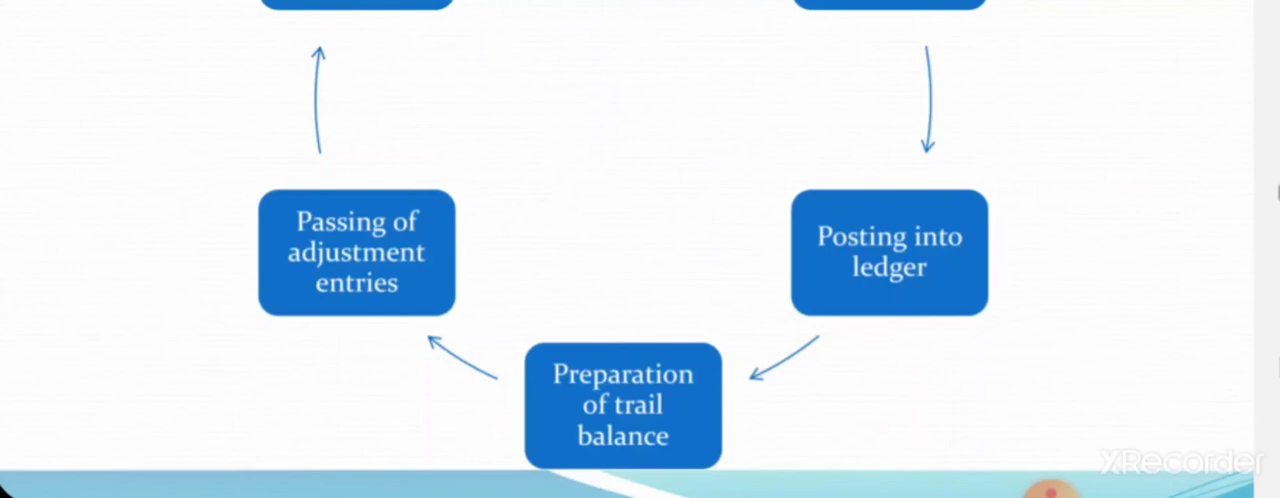 Passing of
adjustment
entries
Posting into
ledger
Preparation
of trail
balance
XRecorder